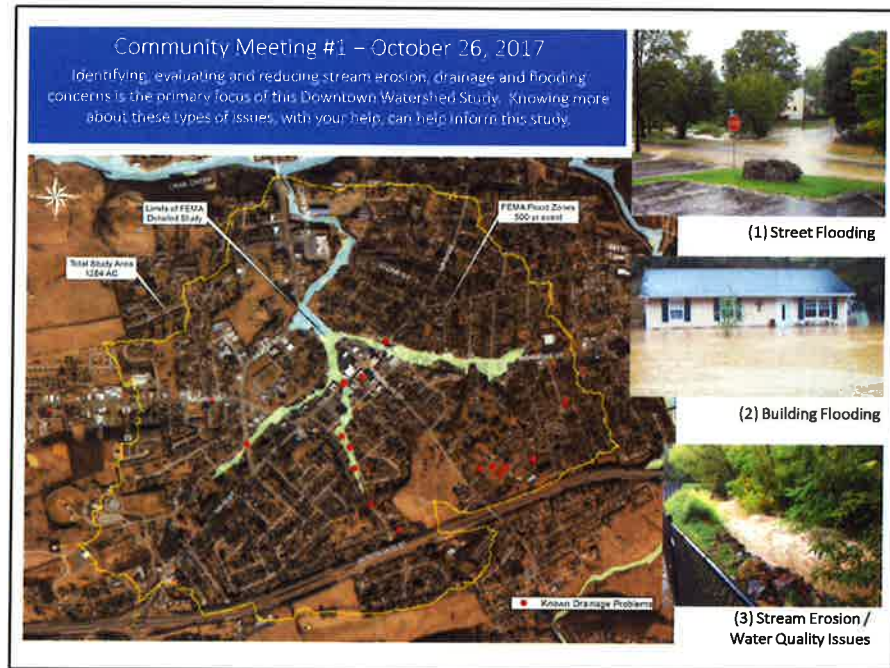 Community Meeting #1 – October 26, 2017
Identifying, evaluating and reducing stream erosion, drainage and flooding
concerns is the primary focus of this Downtown Watershed Study. Knowing more
about these types of issues, with your help, can help inform this study.
Limits of FEMA
Detailed Study
FEMA Flood Zones
500 yr event
Total Study Area
1284 AC
Known Drainage Problems
(1) Street Flooding
(2) Building Flooding
(3) Stream Erosion /
Water Quality Issues